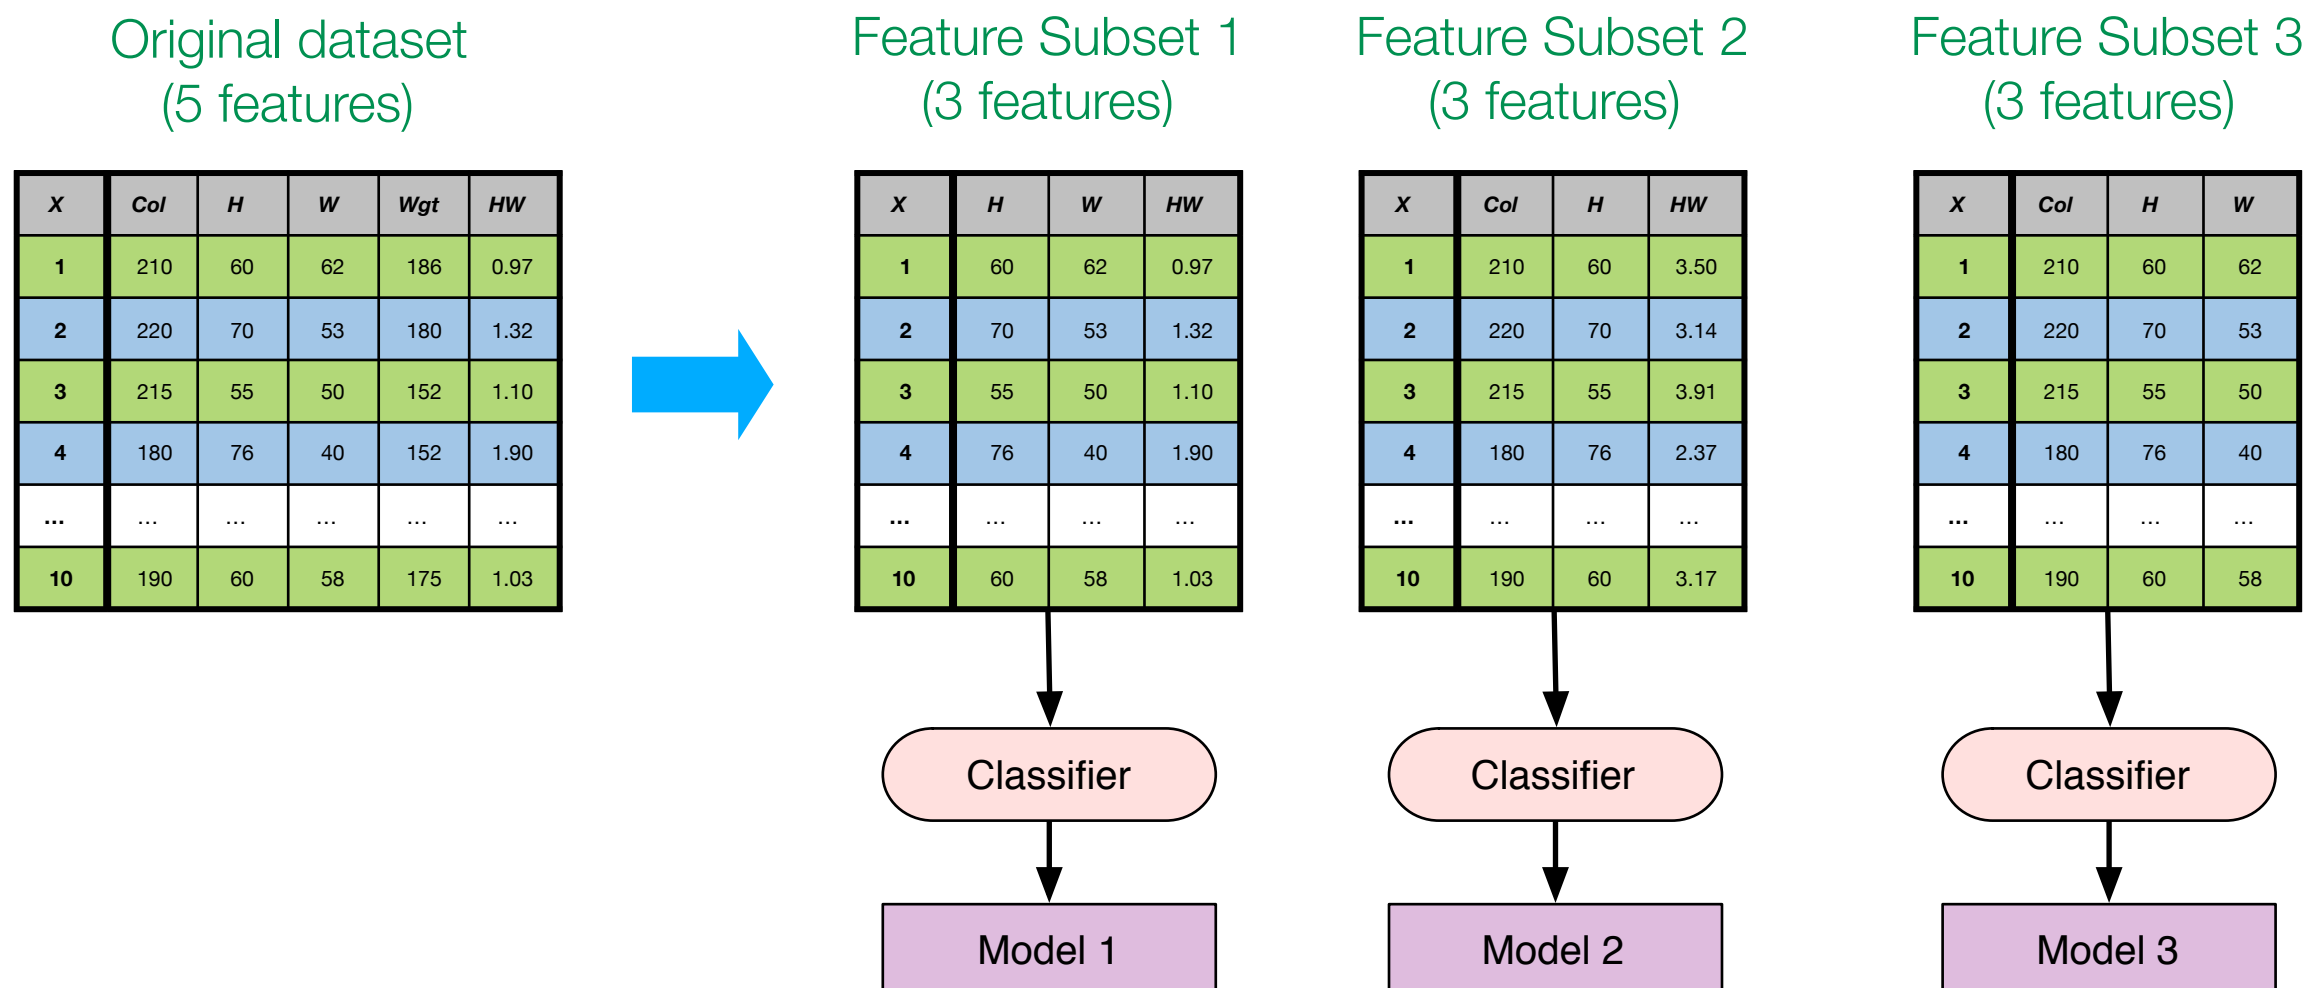 Original dataset
(5 features)
X Col H W Wgt HW
1 210 60 62 186 0.97
2 220 70 53 180 1.32
3 215 55 50 152 1.10
4 180 76 40 152 1.90
... ... ... ... ... ...
10 190 60 58 175 1.03
Feature Subset 1
(3 features)
X H W HW
1 60 62 0.97
2 70 53 1.32
3 55 50 1.10
4 76 40 1.90
... ... ... ...
10 60 58 1.03
Classifier
Model 1
Feature Subset 2
(3 features)
X Col H HW
1 210 60 3.50
2 220 70 3.14
3 215 55 3.91
4 180 76 2.37
... ... ... ...
10 190 60 3.17
Classifier
Model 2
Feature Subset 3
(3 features)
X Col H W
1 210 60 62
2 220 70 53
3 215 55 50
4 180 76 40
... ... ... ...
10 190 60 58
Classifier
Model 3